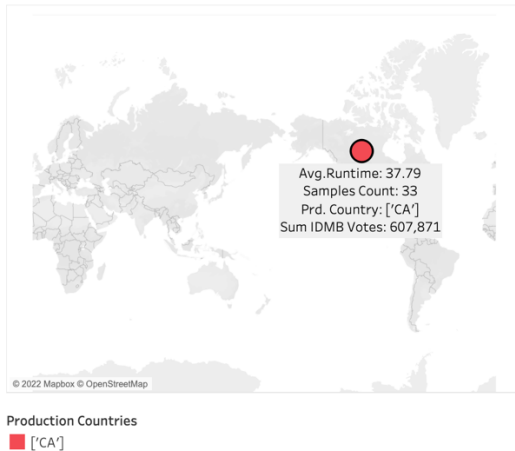 Avg.Runtime: 37.79
Samples Count: 33
Prd. Country: ['CA']
Sum IDMB Votes: 607,871
© 2022 Mapbox © OpenStreetMap
Production Countries
['CA']